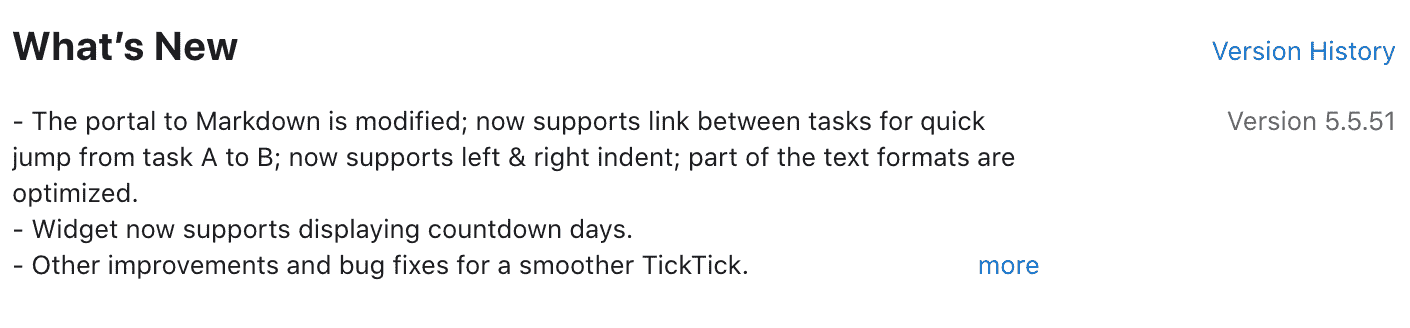 What's New
Version History
- The portal to Markdown is modified; now supports link between tasks for quick
Version 5.5.51
jump from task A to B; now supports left & right indent; part of the text formats are
optimized.
- Widget now supports displaying countdown days.
- Other improvements and bug fixes for a smoother TickTick.
more